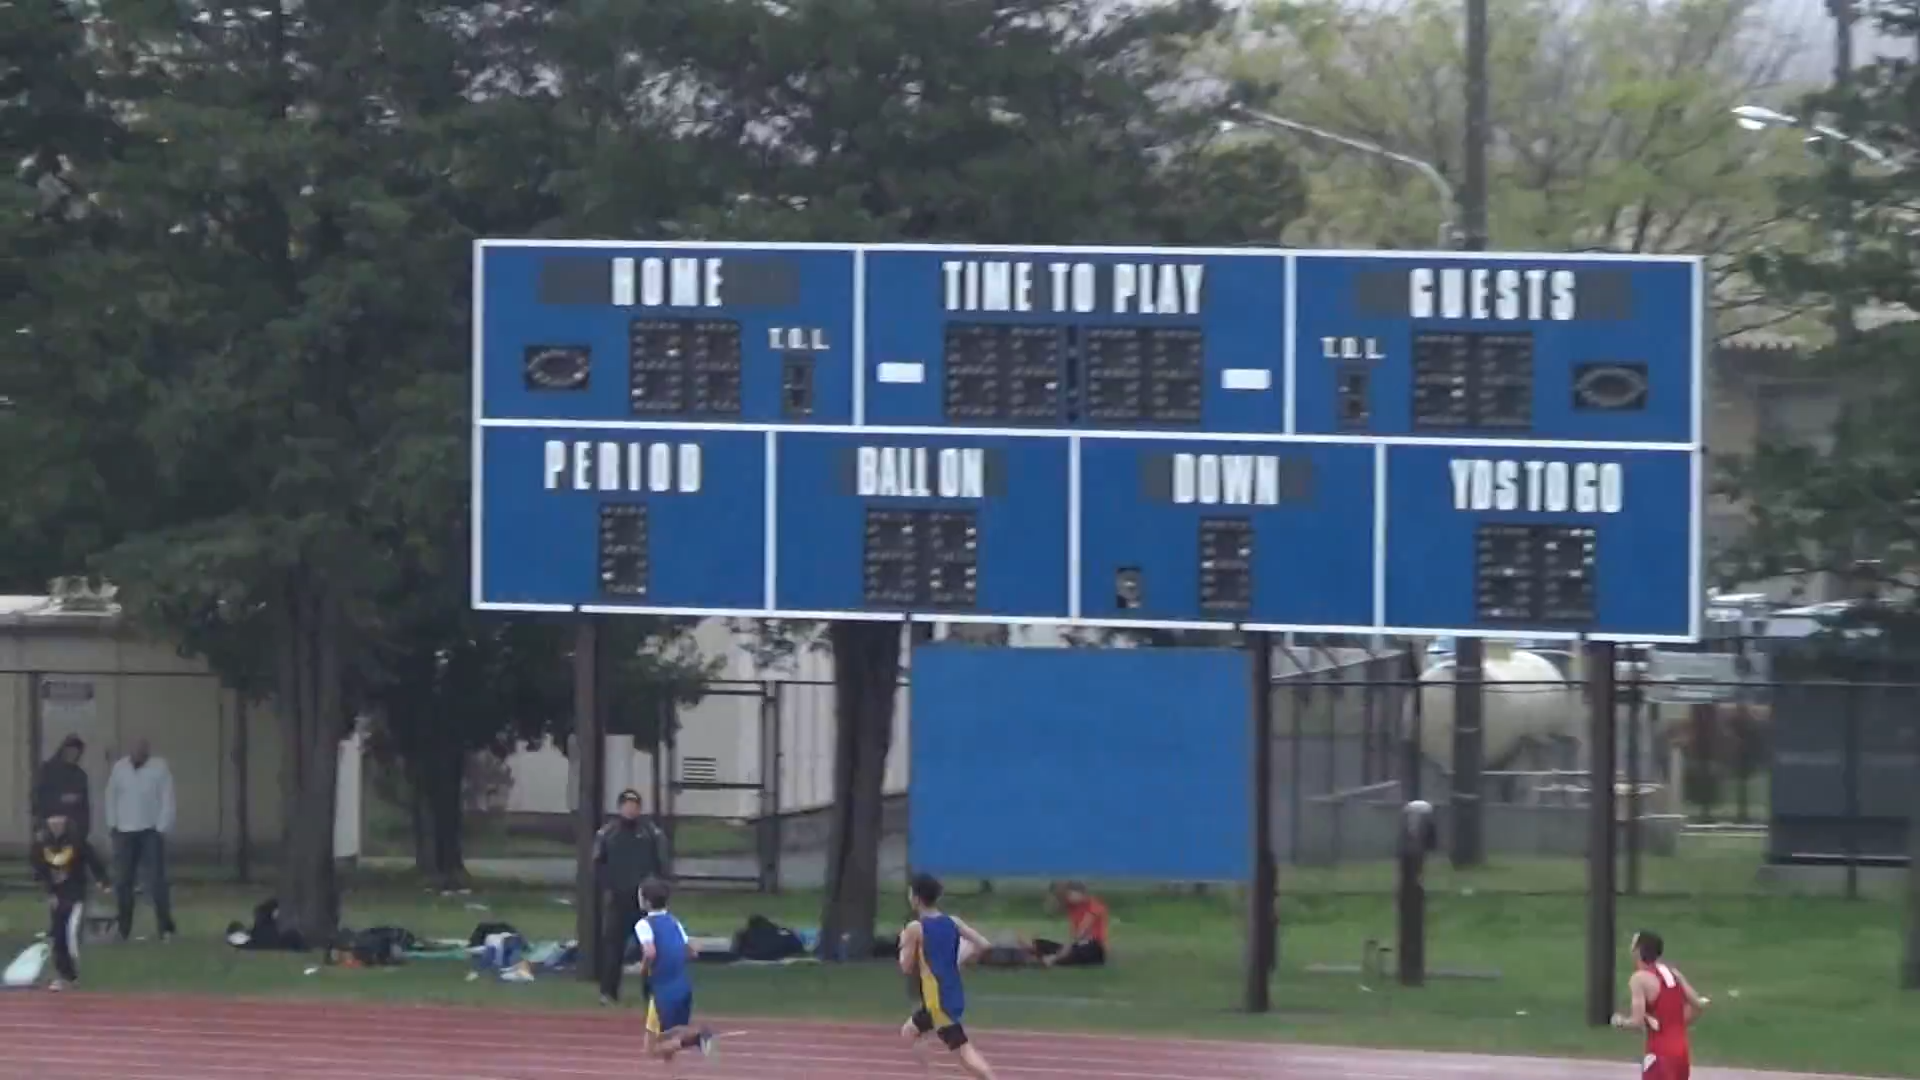 HOME TIME TO PLAY GUESTS
T.O.L. T.O.L.
PERIOD BALL ON DOWN YDS TO GO